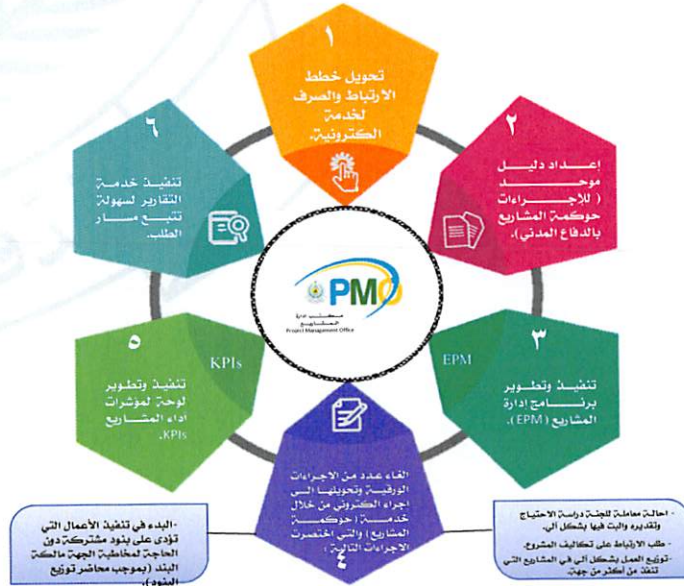 ١
تحويل خطط
الارتباط والصرف
لخدمة
الكترونية.
٢
إعداد دليل
موحد
( للإجراءات
حوكمة المشاريع
بالدفاع المدني).
٣
تنفيذ وتطوير
برنامج إدارة
المشاريع (EPM).
EPM
الغاء عدد من الاجراءات
الورقية وتحويلها الى
إجراء الكتروني من خلال
خدمة ( حوكمة
المشاريع) والتي اختصرت
الاجراءات التالية :
٤
٥
KPIs
تنفيذ وتطوير
لوحة لمؤشرات
أداء المشاريع
KPIs.
٦
تنفيذ خدمة
التقارير لسهولة
تتبع مسار
الطلب.
PMO
مكتب إدارة
المشاريع
Project Management Office
- احالة معاملة للجنة دراسة الاحتياج
وتقديره والبت فيها بشكل آلي.
- طلب الارتباط على تكاليف المشروع.
-توزيع العمل بشكل آلي في المشاريع التي
تنفذ من أكثر من جهة.
-البدء في تنفيذ الأعمال التي
تؤدى على بنود مشتركة دون
الحاجة لمخاطبة الجهة مالكة
البند (بموجب محاضر توزيع
البنود).